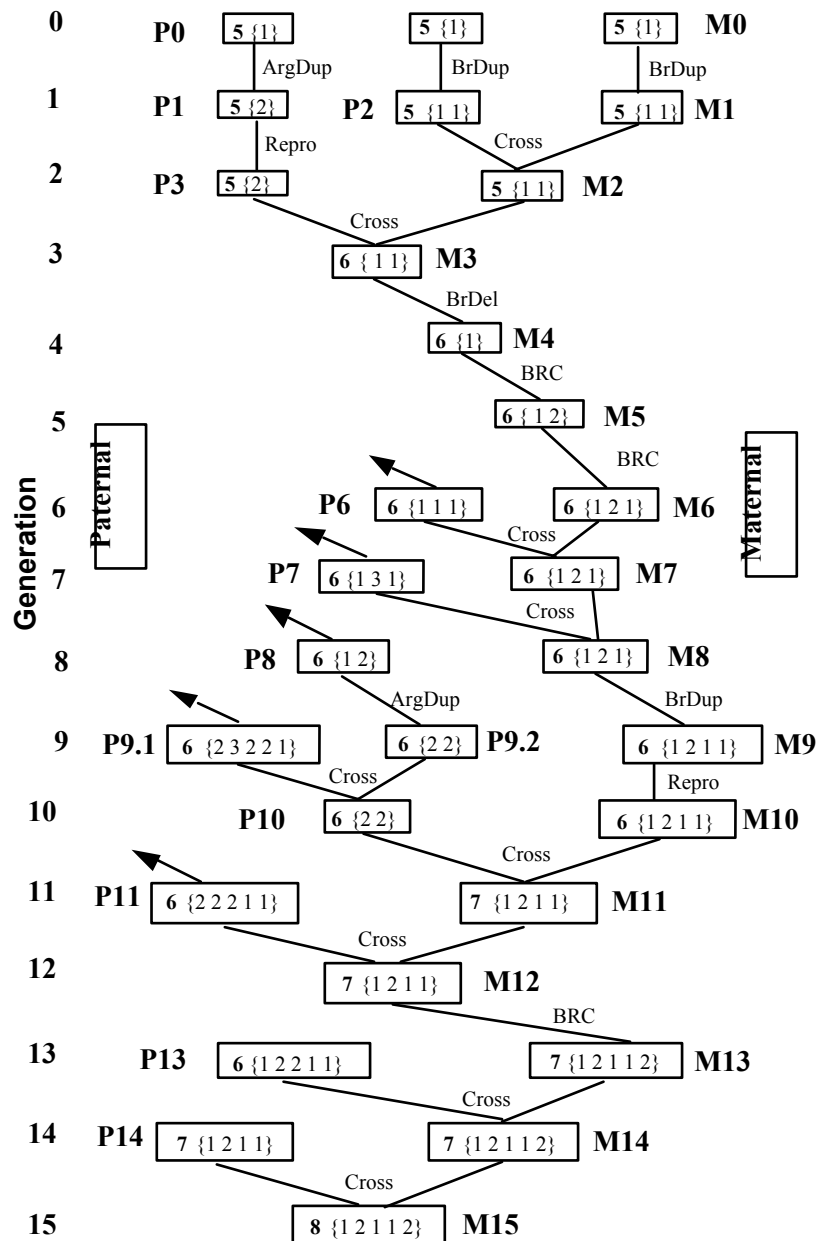 0 P0 5 {1} 5 {1} 5 {1} M0
ArgDup BrDup BrDup
1 P1 5 {2} P2 5 {1 1} 5 {1 1} M1
Repro Cross
2 P3 5 {2} 5 {1 1} M2
Cross
3 6 { 1 1} M3
BrDel
4 6 {1} M4
BRC
5 6 { 1 2} M5
Paternal Maternal
BRC
Generation
6 P6 6 {1 1 1} 6 {1 2 1} M6
Cross
7 P7 6 {1 3 1} 6 {1 2 1} M7
Cross
8 P8 6 {1 2} 6 {1 2 1} M8
ArgDup BrDup
9 P9.1 6 {2 3 2 2 1} 6 {2 2} P9.2 6 {1 2 1 1} M9
Cross Repro
10 P10 6 {2 2} 6 {1 2 1 1} M10
Cross
11 P11 6 {2 2 2 1 1} 7 {1 2 1 1} M11
Cross
12 7 {1 2 1 1} M12
BRC
13 P13 6 {1 2 2 1 1} 7 {1 2 1 1 2} M13
Cross
14 P14 7 {1 2 1 1} 7 {1 2 1 1 2} M14
Cross
15 8 {1 2 1 1 2} M15